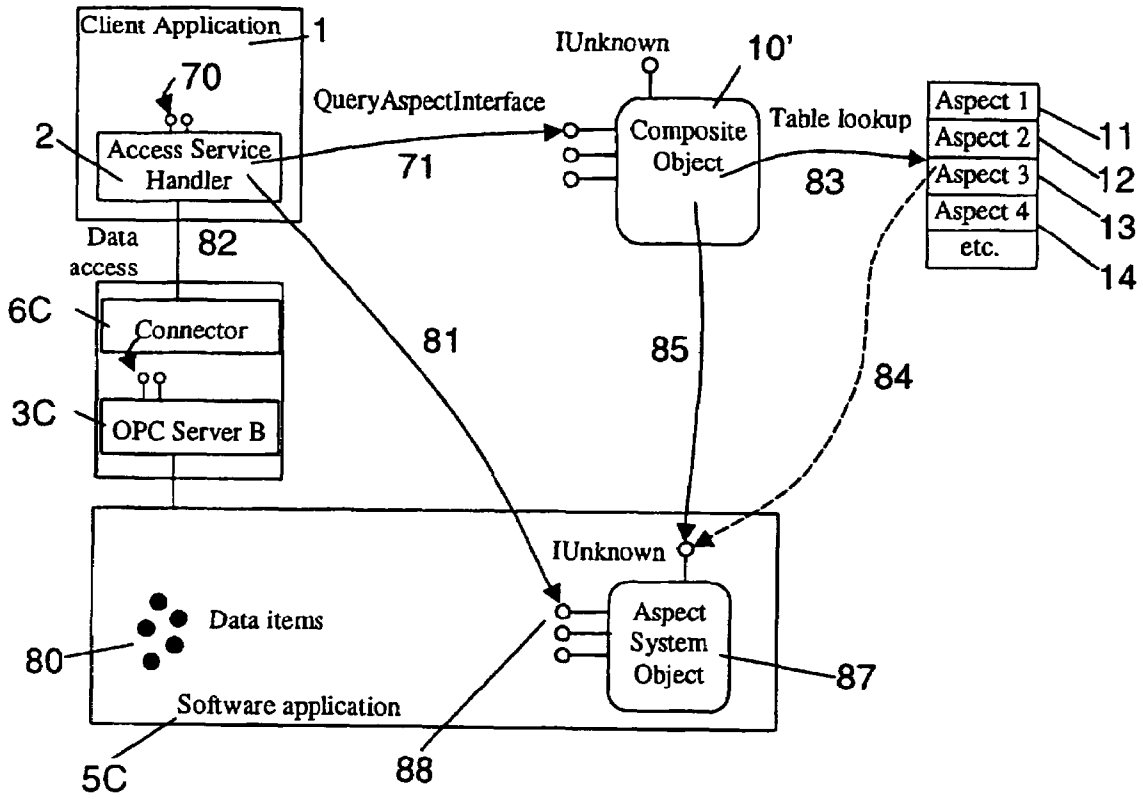 Client Application
1
70
2
Access Service
Handler
QueryAspectInterface
71
IUnknown
10'
Composite
Object
Table lookup
83
Aspect 1
Aspect 2
Aspect 3
Aspect 4
etc.
11
12
13
14
Data
access
82
6C
Connector
81
85
84
3C
OPC Server B
IUnknown
Data items
80
Aspect
System
Object
87
Software application
5C
88